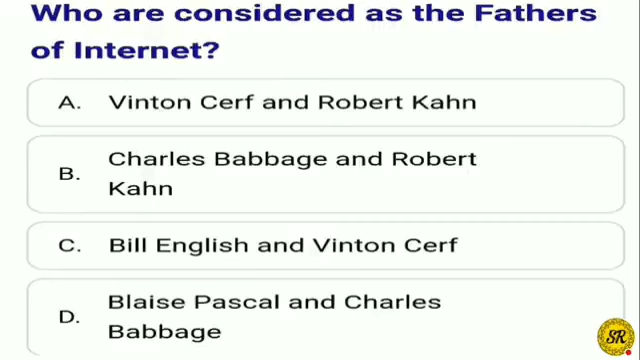 Who are considered as the Fathers
of Internet?
A. Vinton Cerf and Robert Kahn
B. Charles Babbage and Robert
Kahn
C. Bill English and Vinton Cerf
D. Blaise Pascal and Charles
Babbage
SR